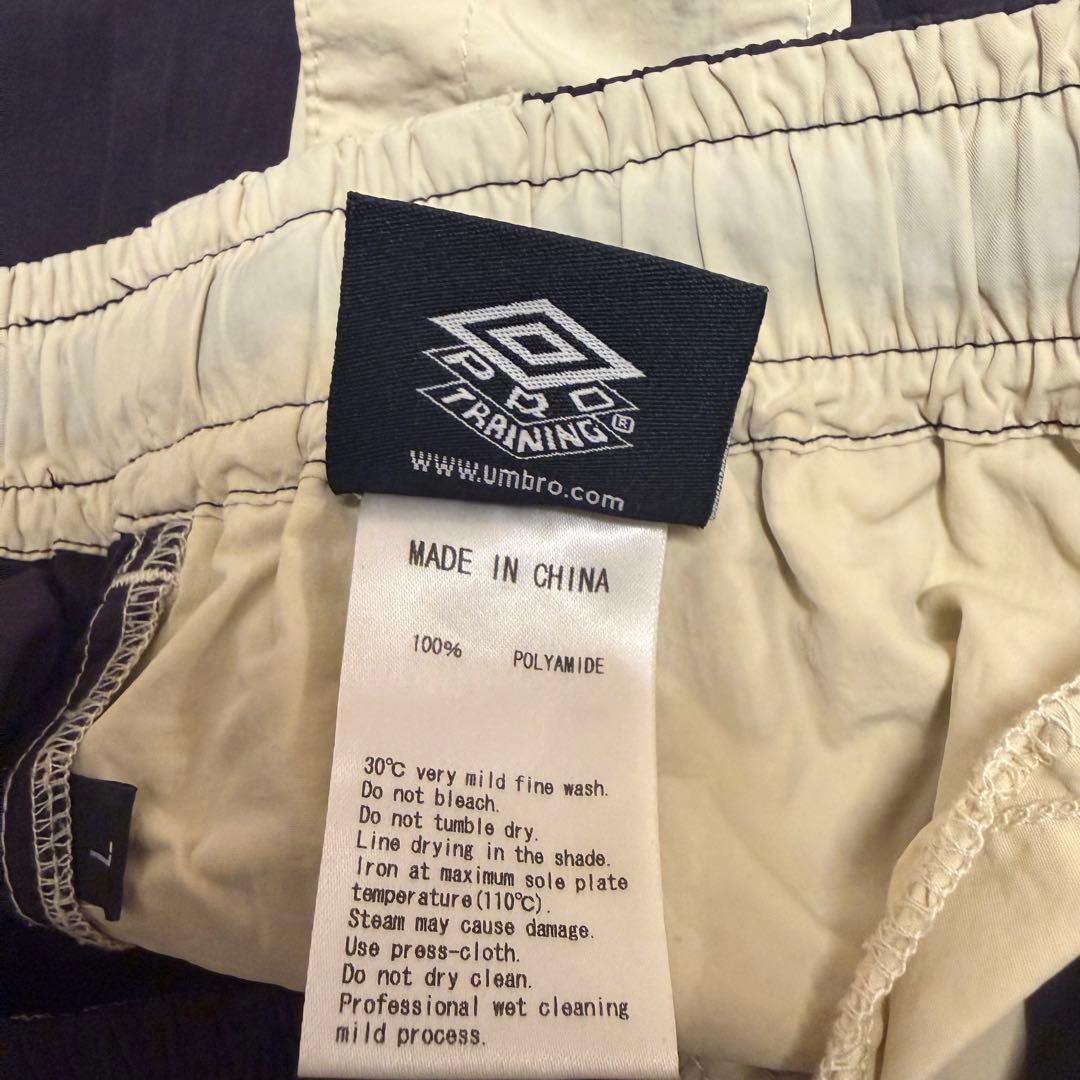 PRO
TRAINING®
www.umbro.com
MADE IN CHINA
100% POLYAMIDE
30℃ very mild fine wash.
Do not bleach.
Do not tumble dry.
Line drying in the shade.
Iron at maximum sole plate
temperature(110℃).
Steam may cause damage.
Use press-cloth.
Do not dry clean.
Professional wet cleaning
mild process.
7